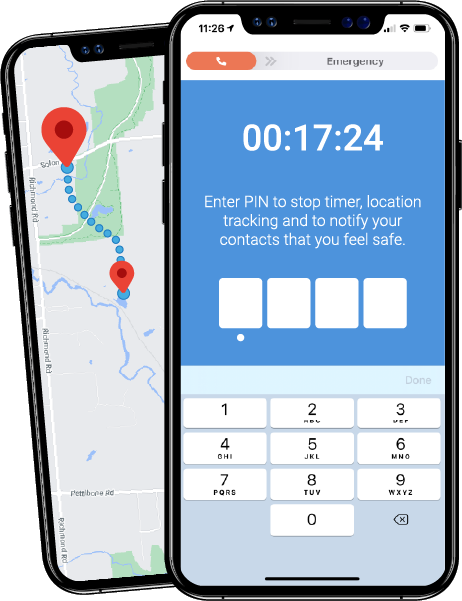 11:26
Emergency
00:17:24
Enter PIN to stop timer, location
tracking and to notify your
contacts that you feel safe.
Done
1 2 3
ABC DEF
4 5 6
GHI JKL MNO
7 8 9
PQRS TUV WXYZ
0
Solon
Richmond Rd
Richmond Rd
Pettibone Rd
Richmond Rd